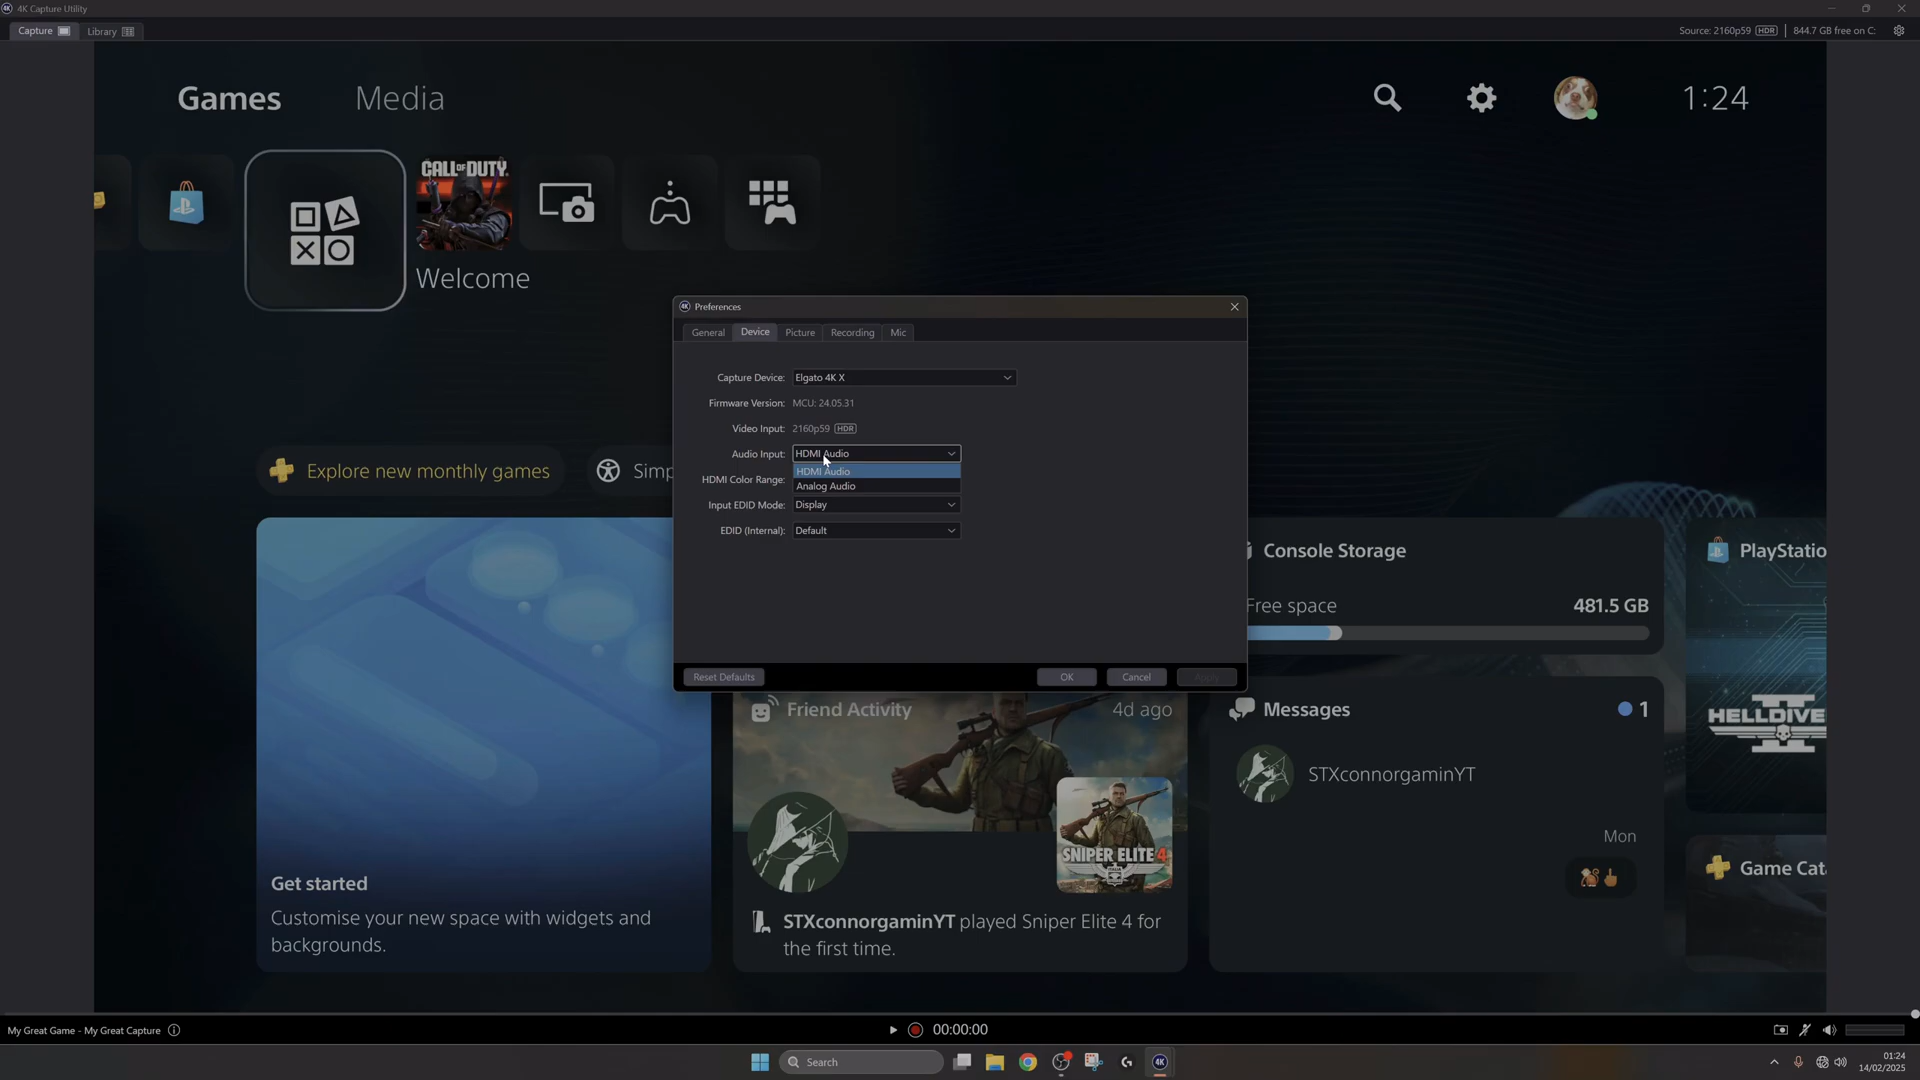 4K Capture Utility
Capture
Library
Source: 2160p59 HDR
844.7 GB free on C:
Games
Media
1:24
CALL OF DUTY
Welcome
Preferences
General
Device
Picture
Recording
Mic
Capture Device: Elgato 4K X
Firmware Version: MCU: 24.05.31
Video Input: 2160p59 HDR
Audio Input: HDMI Audio
HDMI Audio
HDMI Color Range:
Analog Audio
Input EDID Mode: Display
EDID (Internal): Default
Reset Defaults
OK
Cancel
Apply
Explore new monthly games
Simp
Console Storage
Free space
481.5 GB
PlayStatio
Get started
Customise your new space with widgets and
backgrounds.
Friend Activity
4d ago
SNIPER ELITE 4
STXconnorgaminYT played Sniper Elite 4 for
the first time.
Messages
1
STXconnorgaminYT
Mon
HELLDIVE
Game Cat
My Great Game - My Great Capture
00:00:00
Search
4K
01:24
14/02/2025